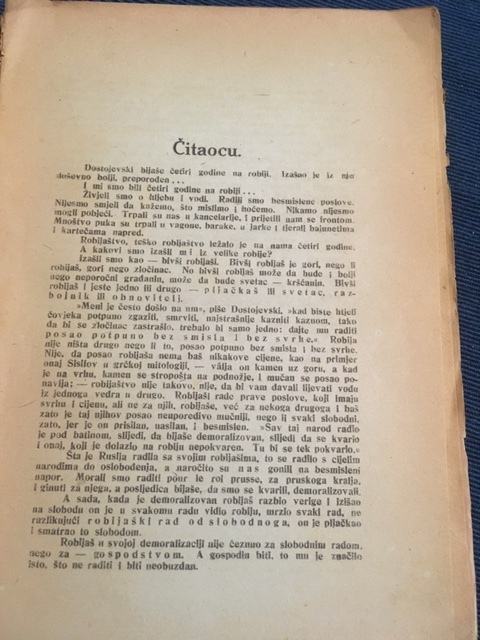 Čitaocu.
Dostojevski bijaše četiri godine na robiji. Izašao je iz nje
duševno bolji, preporođen . . .
I mi smo bili četiri godine na robiji . . .
Živjeli smo o hljebu i vodi. Radili smo besmislene poslove.
Nijesmo smjeli da kažemo, što mislimo i hoćemo. Nikamo nijesmo
mogli pobjeći. Trpali nas u kancelarije, i prijetili nam se frontom.
Množtvo puka su trpali u vagone, barake, u jarke i tjerali bajunetima
i kartečama napred.
Robijaštvo, teško robijaštvo ležalo je na nama četiri godine.
A kakovi smo izašli mi iz velike robije?
Izašli smo kao — bivši robijaši. Bivši robijaš je gori, nego li
robijaš, gori nego zločinac. No bivši robijaš može da bude i bolji
nego neporočni građanin, može da bude svetac — kršćanin. Bivši
robijaš i jeste jedno ili drugo — pljačkaš ili svetac, raz-
bojnik ili obnovitelj.
»Meni je često došlo na um«, piše Dostojevski, »kad biste htjeli
čovjeka potpuno zgaziti, smrviti, najstrašnije kazniti kaznom, tako
da bi se zločinac zastrašio, trebalo bi samo jedno: dajte mu raditi
posao potpuno bez smisla i bez svrhe.« Robija
nije ništa drugo nego li to, posao potpuno bez smisla i bez svrhe.
Nije, da posao robijaša nema baš nikakove cijene, kao na primjer
onaj Sisifov u grčkoj mitologiji, — välja on kamen uz goru, a kad
je na vrhu, kamen se stropošta na podnožje, i mučan se posao po-
navlja; — robijaštvo nije takovo, nije, da bi vam davali lijevati vodu
iz jednoga vedra u drugo. Robijaši rade prave poslove, koji imaju
svrhu i cijenu, ali ne za njih, robijaše, već za nekoga drugoga i baš
zato je taj njihov posao neuporedivo mučniji, nego li svaki slobodni,
zato, jer je on prisilan, nasilan, i besmislen. »Sav taj narod radio
je pod batinom, slijedi, da bijaše demoralizovan, slijedi da se kvario
i onaj, koji je dolazio na robiju nepokvaren. Tu bi se tek pokvario.«
Šta je Rusija radila sa svojim robijašima, to se radilo s cijelim
narodima do oslobođenja, a naročito su nas gonili na besmisleni
napor. Morali smo raditi pour le roi prusse, za pruskoga kralja,
i ginuti za njega, a posljedica bijaše, da smo se kvarili, demoralizovali.
A sada, kada je demoralizovan robijaš razbio verige i izišao
na slobodu on je u svakomu radu vidio robiju, mrzio svaki rad, ne
razlikujući robijaški rad od slobodnoga, on je pljačkao
i smatrao to slobodom.
Robijaš u svojoj demoralizaciji nije čeznuo za slobodnim radom,
nego za — gospodstvom. A gospodin biti, to mu je značilo
isto, što ne raditi i biti neobuzdan.